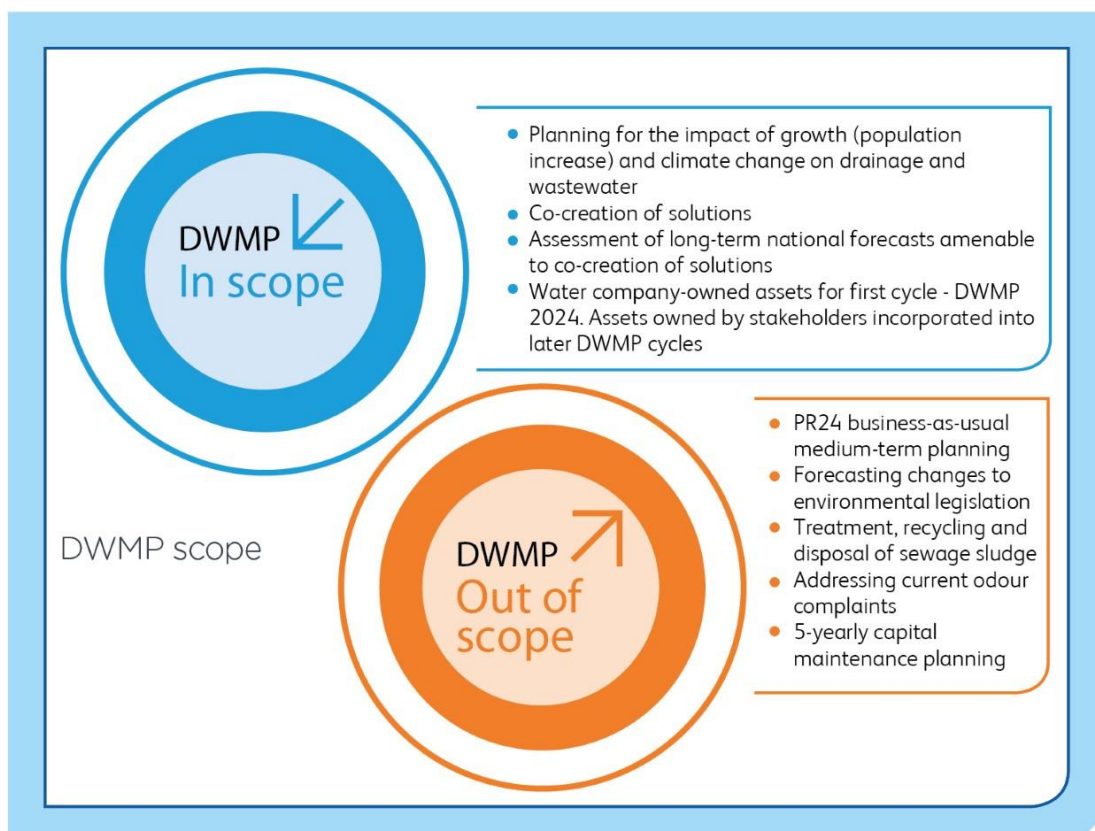 DWMP
In scope
• Planning for the impact of growth (population
increase) and climate change on drainage and
wastewater
• Co-creation of solutions
• Assessment of long-term national forecasts amenable
to co-creation of solutions
• Water company-owned assets for first cycle - DWMP
2024. Assets owned by stakeholders incorporated into
later DWMP cycles
DWMP scope
DWMP
Out of
scope
• PR24 business-as-usual
medium-term planning
• Forecasting changes to
environmental legislation
• Treatment, recycling and
disposal of sewage sludge
• Addressing current odour
complaints
• 5-yearly capital
maintenance planning